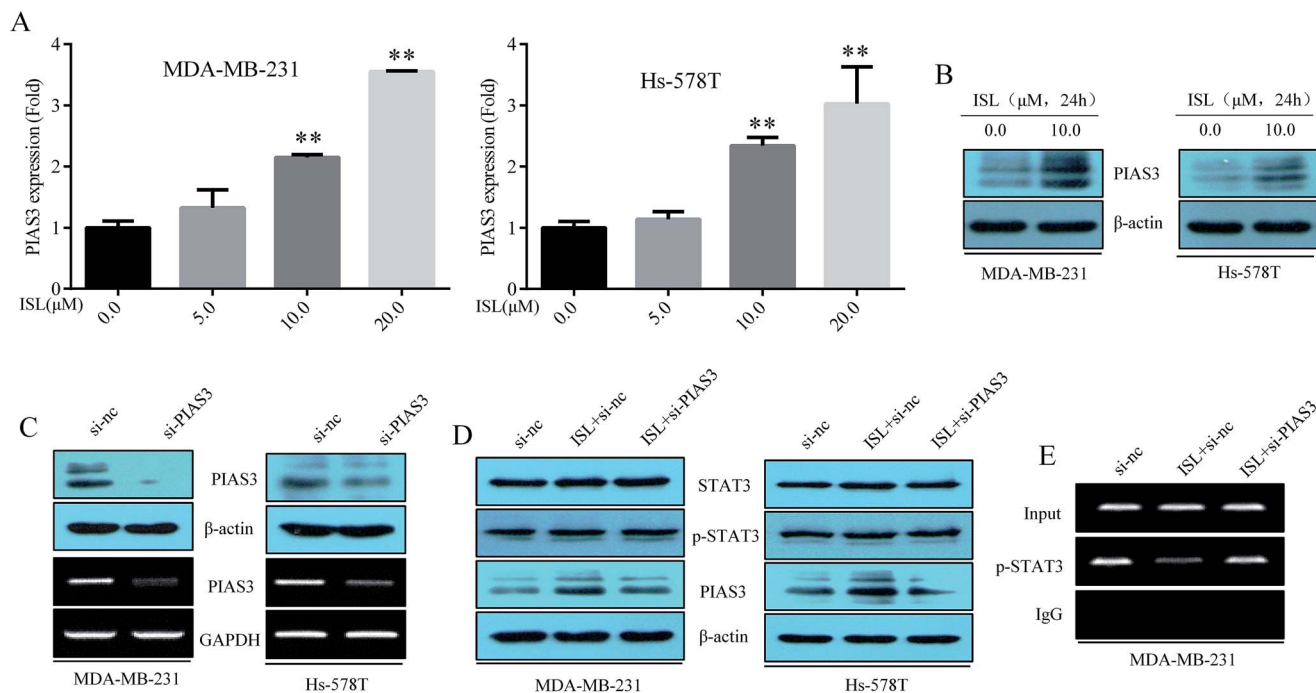 A
MDA-MB-231
PIAS3 expression (Fold)
4
3
2
1
0
**
**
ISL(μM)
0.0
5.0
10.0
20.0
Hs-578T
PIAS3 expression (Fold)
4
3
2
1
0
**
**
ISL(μM)
0.0
5.0
10.0
20.0
B
ISL (μM, 24h)
0.0 10.0
ISL (μM, 24h)
0.0 10.0
PIAS3
β-actin
MDA-MB-231
Hs-578T
C
si-nc
si-PIAS3
si-nc
si-PIAS3
PIAS3
β-actin
PIAS3
GAPDH
MDA-MB-231
Hs-578T
D
si-nc
ISL+si-nc
ISL+si-PIAS3
si-nc
ISL+si-nc
ISL+si-PIAS3
STAT3
p-STAT3
PIAS3
β-actin
MDA-MB-231
Hs-578T
E
si-nc
ISL+si-nc
ISL+si-PIAS3
Input
p-STAT3
IgG
MDA-MB-231